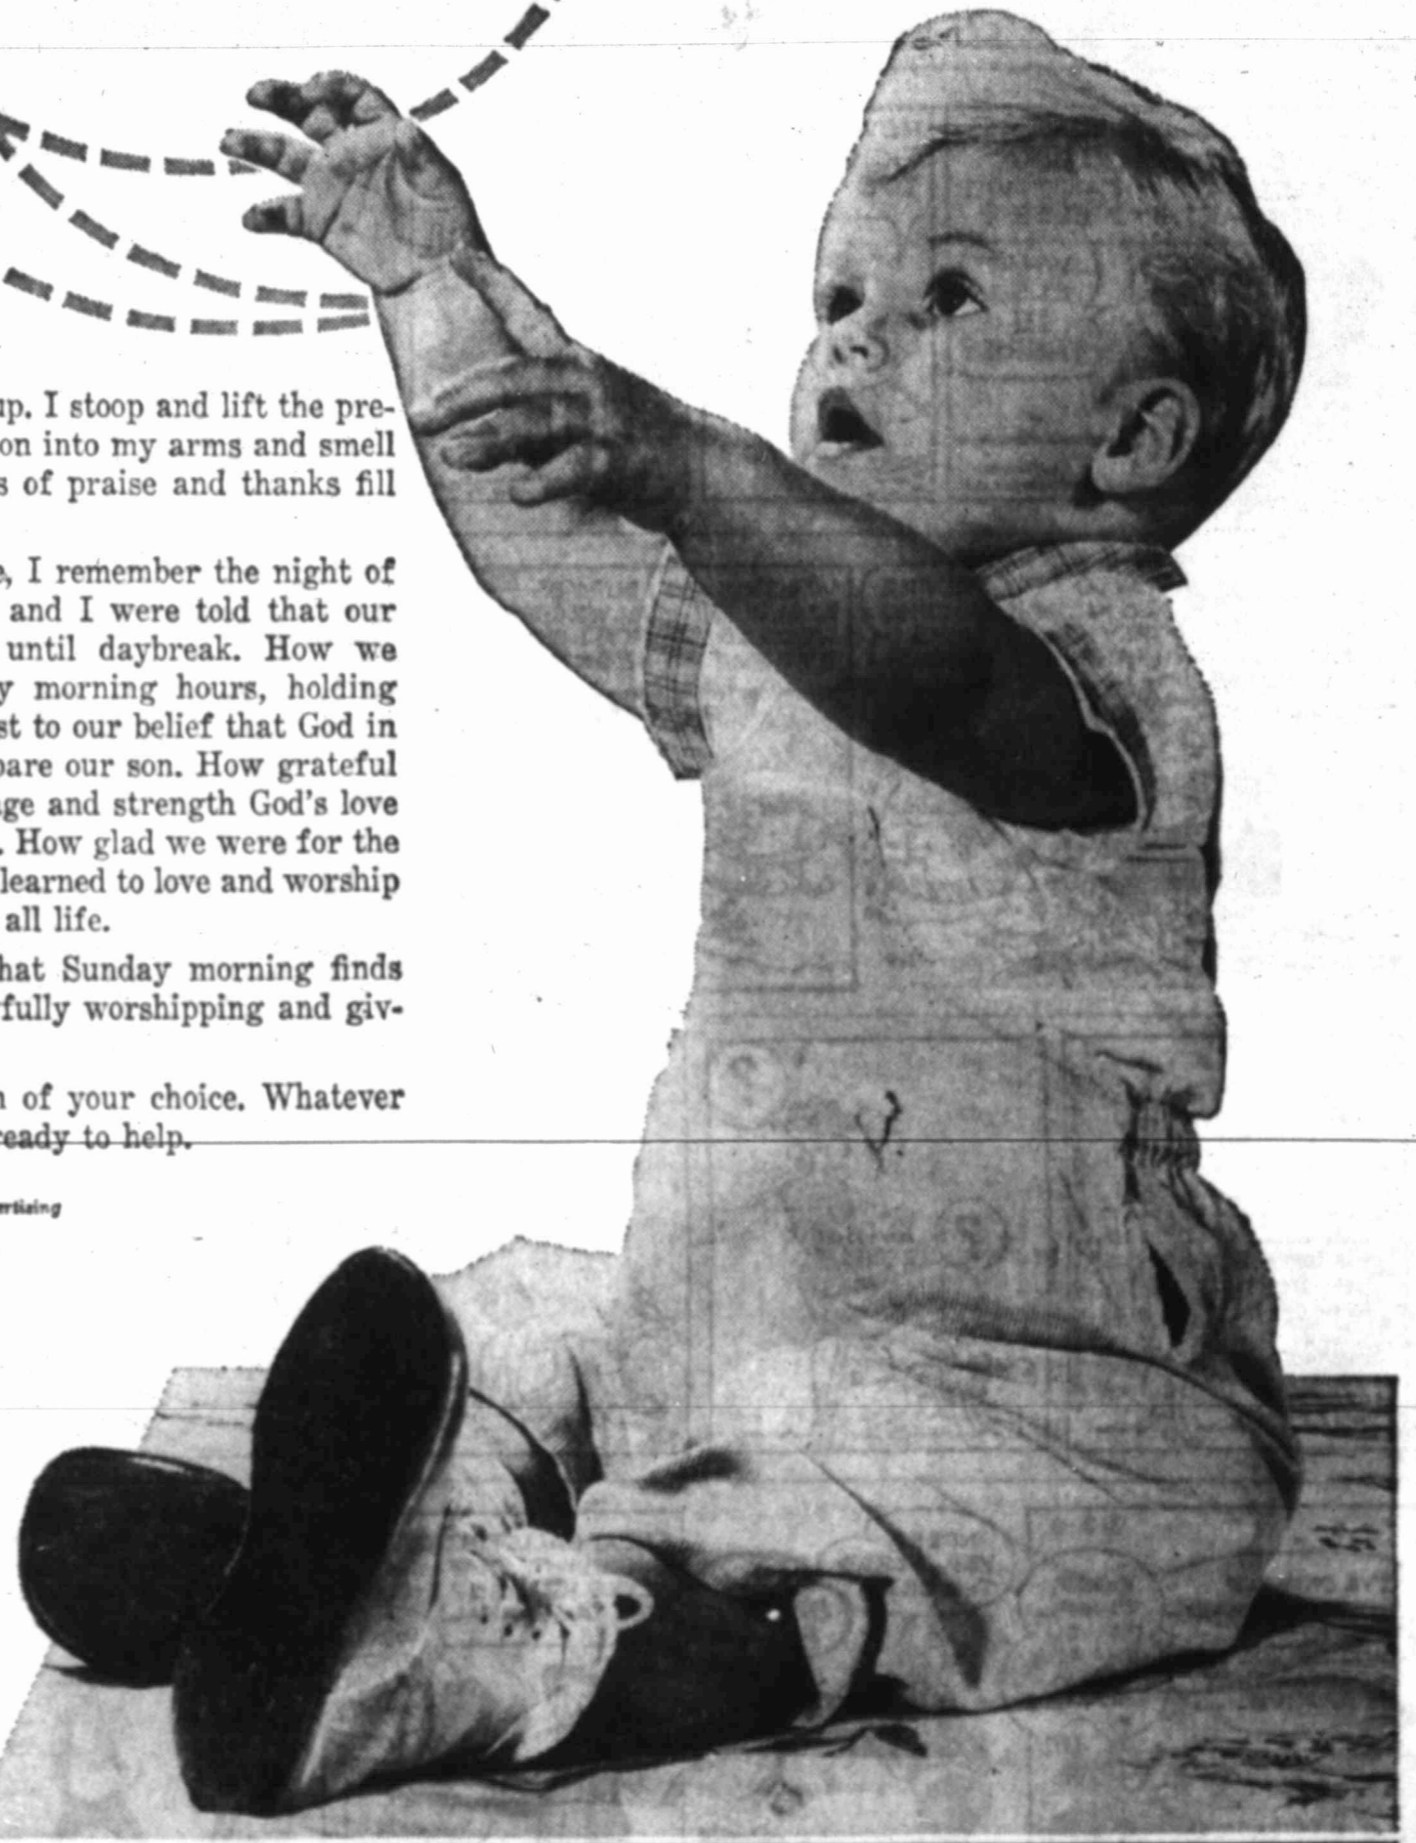 up. I stoop and lift the pre-
on into my arms and smell
s of praise and thanks fill
e, I remember the night of
and I were told that our
until daybreak. How we
y morning hours, holding
st to our belief that God in
pare our son. How grateful
ge and strength God's love
. How glad we were for the
learned to love and worship
all life.
hat Sunday morning finds
fully worshipping and giv-
n of your choice. Whatever
ready to help.
ertising